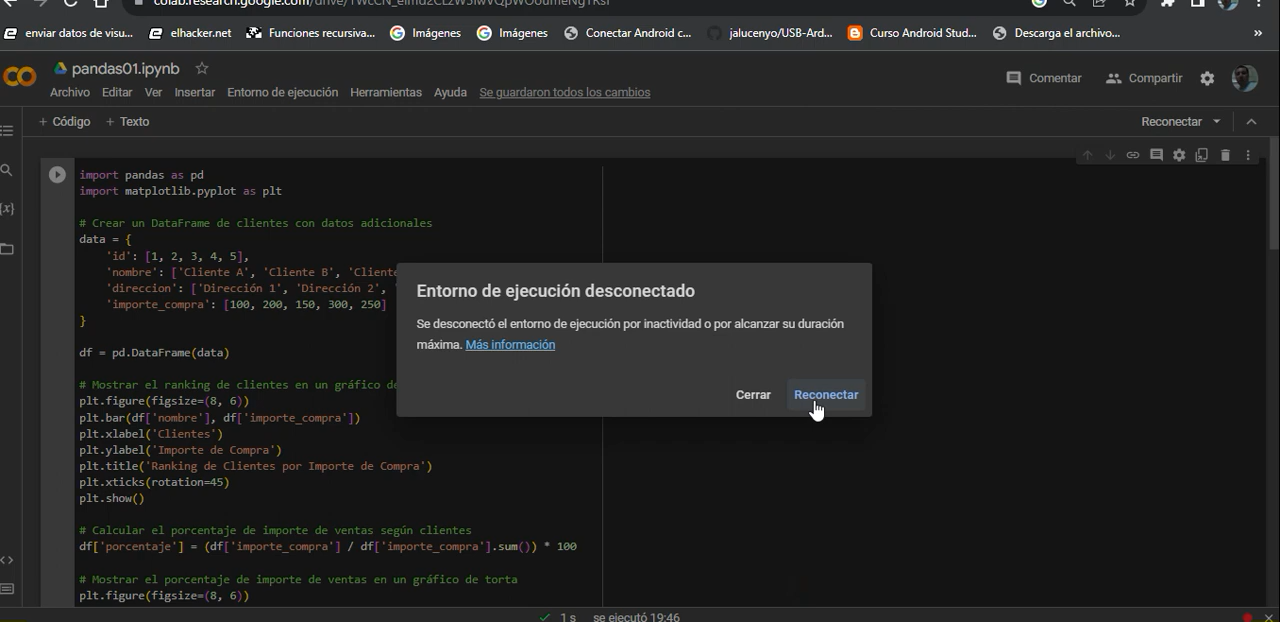 enviar datos de visu...
elhacker.net
Funciones recursiva...
Imágenes
Imágenes
Conectar Android c...
jalucenyo/USB-Ard...
Curso Android Stud...
Descarga el archivo...
»
pandas01.ipynb
Comentar
Compartir
Archivo Editar Ver Insertar Entorno de ejecución Herramientas Ayuda Se guardaron todos los cambios
+ Código + Texto
Reconectar
import pandas as pd
import matplotlib.pyplot as plt
# Crear un DataFrame de clientes con datos adicionales
data = {
'id': [1, 2, 3, 4, 5],
'nombre': ['Cliente A', 'Cliente B', 'Cliente
'direccion': ['Dirección 1', 'Dirección 2',
'importe_compra': [100, 200, 150, 300, 250]
}
df = pd.DataFrame(data)
# Mostrar el ranking de clientes en un gráfico de
plt.figure(figsize=(8, 6))
plt.bar(df['nombre'], df['importe_compra'])
plt.xlabel('Clientes')
plt.ylabel('Importe de Compra')
plt.title('Ranking de Clientes por Importe de Compra')
plt.xticks(rotation=45)
plt.show()
# Calcular el porcentaje de importe de ventas según clientes
df['porcentaje'] = (df['importe_compra'] / df['importe_compra'].sum()) * 100
# Mostrar el porcentaje de importe de ventas en un gráfico de torta
plt.figure(figsize=(8, 6))
Entorno de ejecución desconectado
Se desconectó el entorno de ejecución por inactividad o por alcanzar su duración
máxima. Más información
Cerrar Reconectar
1 s se ejecutó 19:46